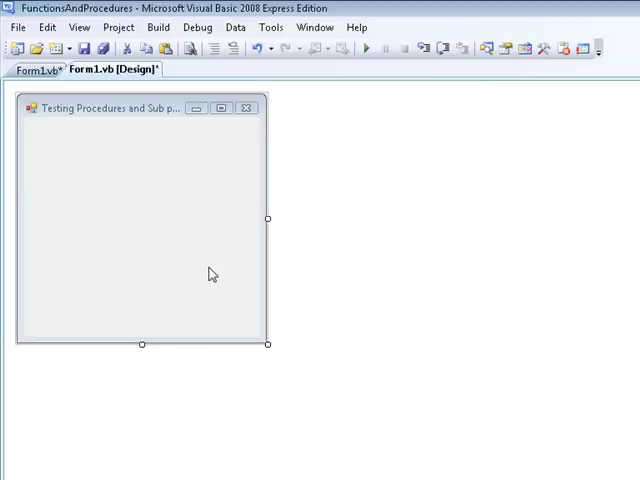 FunctionsAndProcedures - Microsoft Visual Basic 2008 Express Edition
File Edit View Project Build Debug Data Tools Window Help
Form1.vb* Form1.vb [Design]*
Testing Procedures and Sub p...